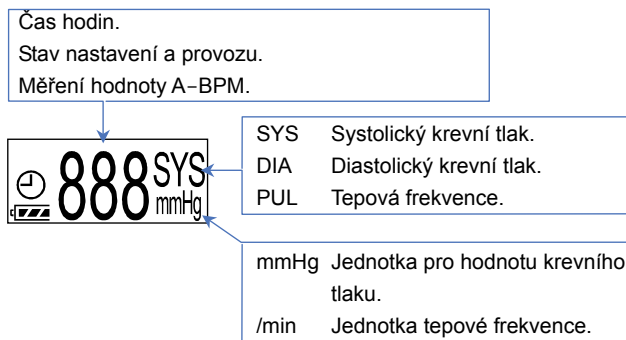 Čas hodin.
Stav nastavení a provozu.
Měření hodnoty A–BPM.
888 SYS
mmHg
SYS Systolický krevní tlak.
DIA Diastolický krevní tlak.
PUL Tepová frekvence.
mmHg Jednotka pro hodnotu krevního
tlaku.
/min Jednotka tepové frekvence.